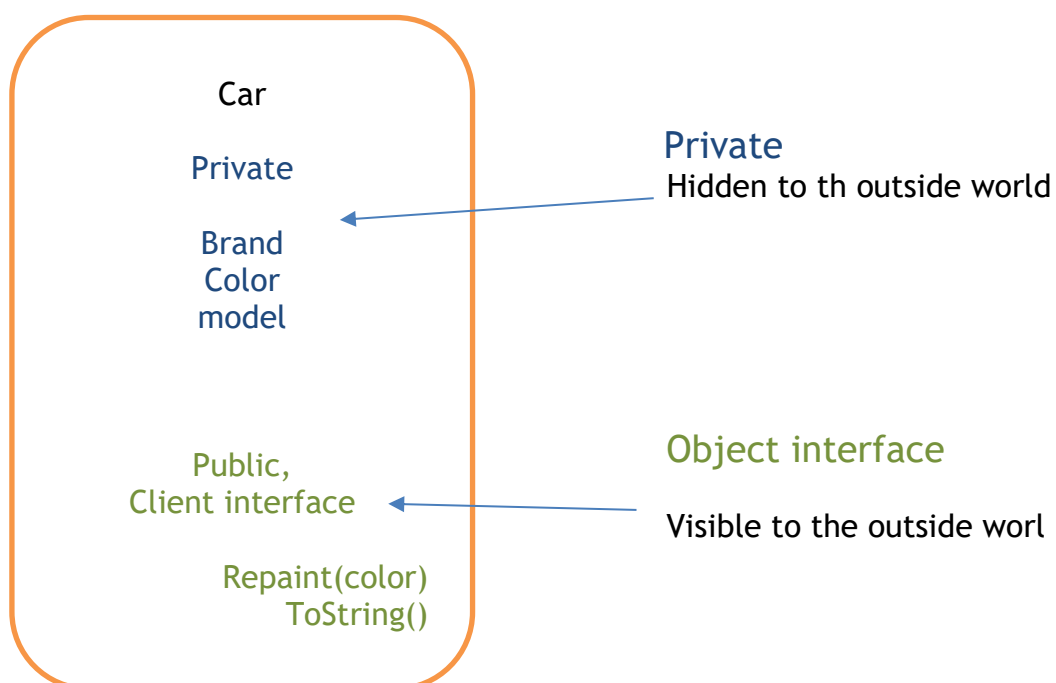 Car
Private
Brand
Color
model
Public,
Client interface
Repaint(color)
ToString()
Private
Hidden to th outside world
Object interface
Visible to the outside worl